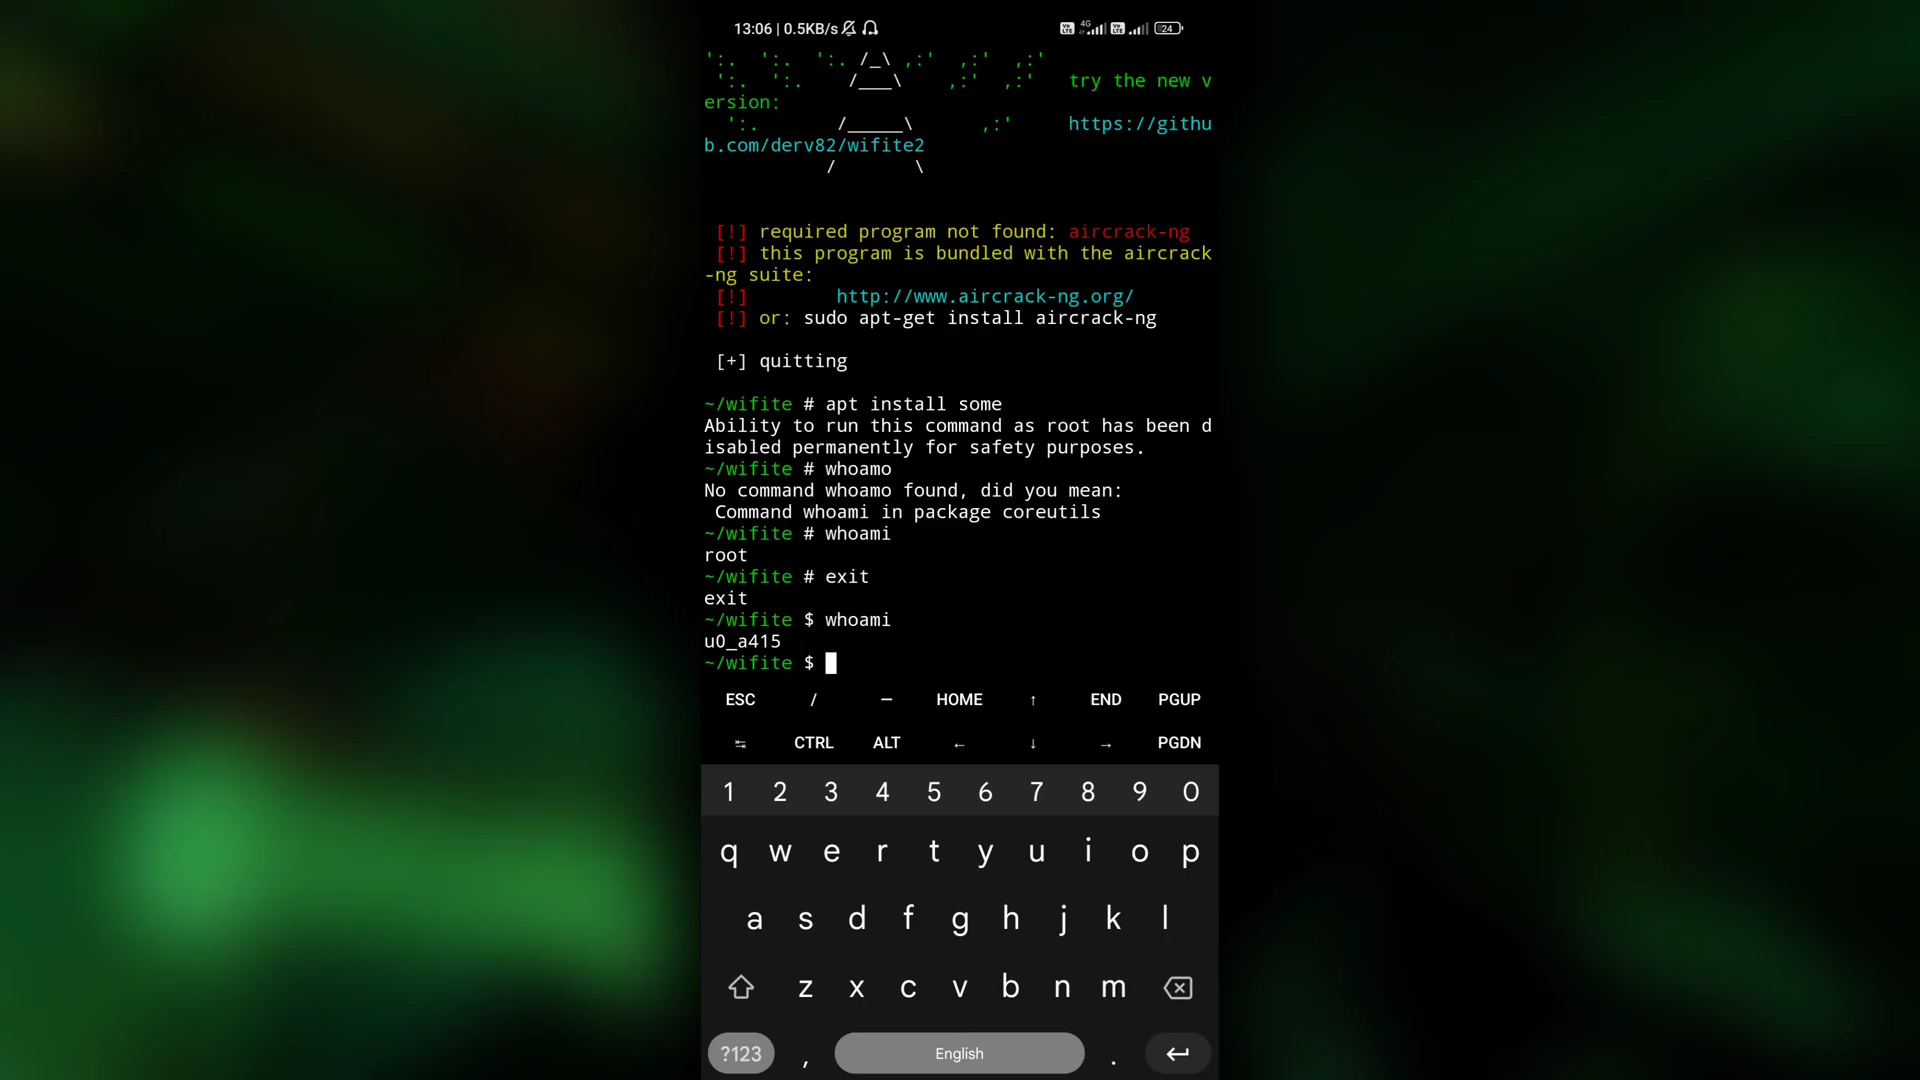 13:06 | 0.5KB/s 4G 24
':.  ':.  ':. /_\ ,:'  ,:'  ,:'
':.  ':.    /___\    ,:'  ,:'   try the new v
ersion:
':.       /_____\      ,:'     https://githu
b.com/derv82/wifite2
/        \
[!] required program not found: aircrack-ng
[!] this program is bundled with the aircrack
-ng suite:
[!]        http://www.aircrack-ng.org/
[!] or: sudo apt-get install aircrack-ng
[+] quitting
~/wifite # apt install some
Ability to run this command as root has been d
isabled permanently for safety purposes.
~/wifite # whoamo
No command whoamo found, did you mean:
Command whoami in package coreutils
~/wifite # whoami
root
~/wifite # exit
exit
~/wifite $ whoami
u0_a415
~/wifite $
ESC / — HOME ↑ END PGUP
↹ CTRL ALT ← ↓ → PGDN
1 2 3 4 5 6 7 8 9 0
q w e r t y u i o p
a s d f g h j k l
z x c v b n m
?123 , English .